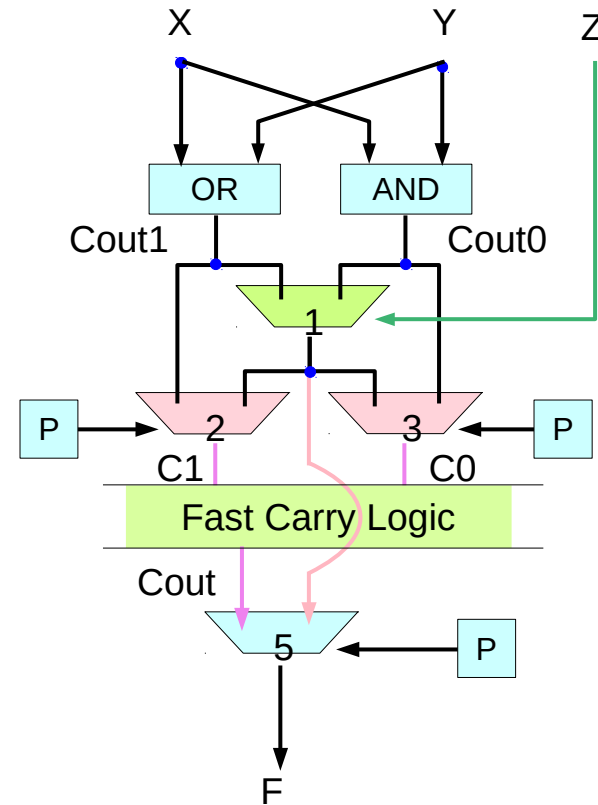 X Y Z
OR AND
Cout1 Cout0
1
P 2 3 P
C1 C0
Fast Carry Logic
Cout
5 P
F